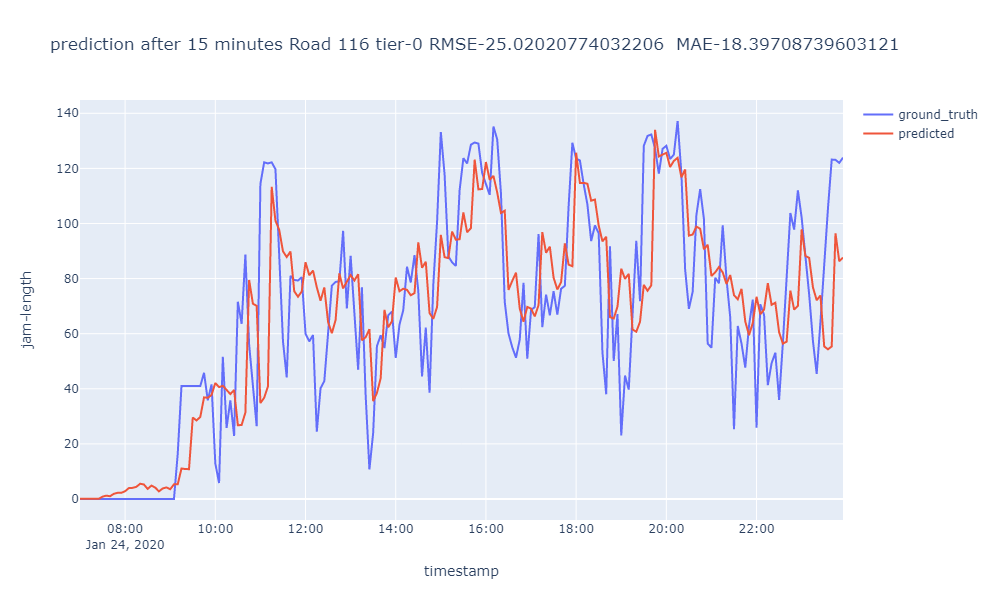 prediction after 15 minutes Road 116 tier-0 RMSE-25.02020774032206  MAE-18.39708739603121
ground_truth
predicted
jam-length
140
120
100
80
60
40
20
0
08:00 10:00 12:00 14:00 16:00 18:00 20:00 22:00
Jan 24, 2020
timestamp